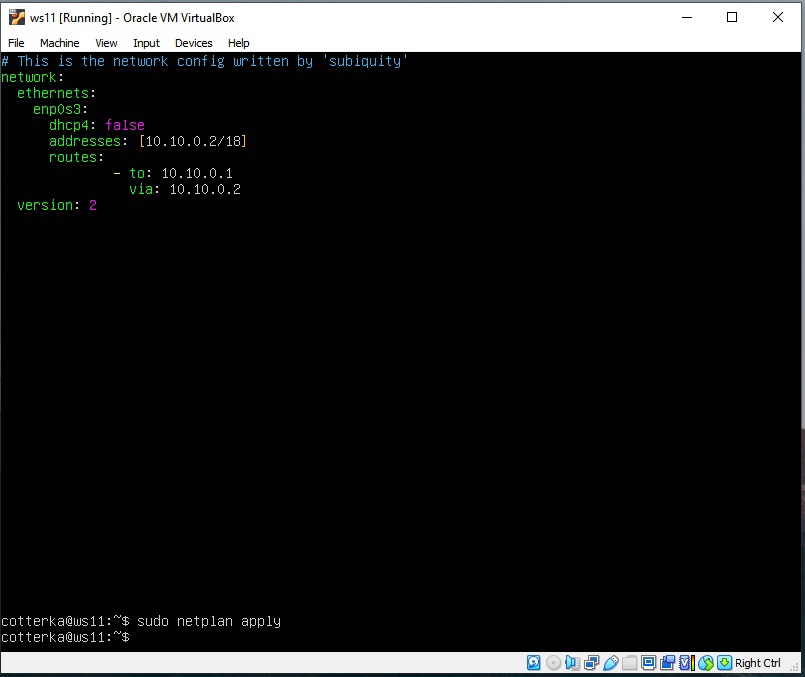 ws11 [Running] - Oracle VM VirtualBox
File Machine View Input Devices Help
# This is the network config written by 'subiquity'
network:
  ethernets:
    enp0s3:
      dhcp4: false
      addresses: [10.10.0.2/18]
      routes:
              - to: 10.10.0.1
                via: 10.10.0.2
  version: 2
cotterka@ws11:~$ sudo netplan apply
cotterka@ws11:~$
Right Ctrl